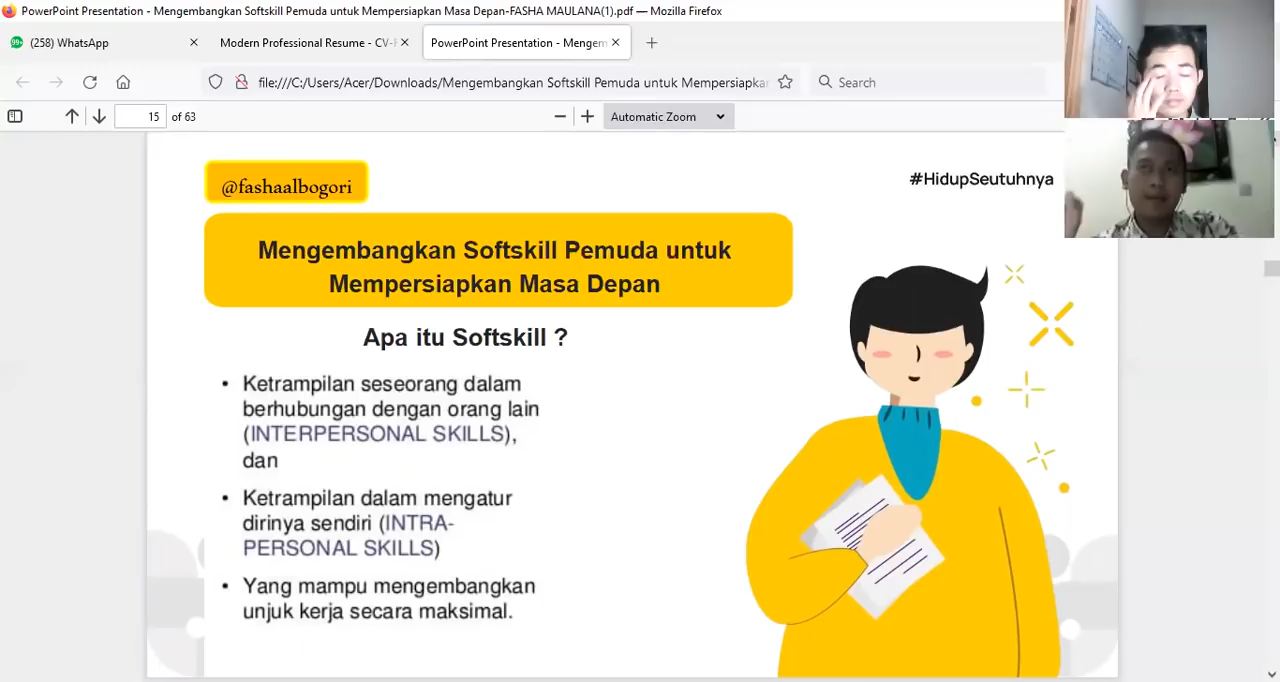 PowerPoint Presentation - Mengembangkan Softskill Pemuda untuk Mempersiapkan Masa Depan-FASHA MAULANA(1).pdf — Mozilla Firefox
99+ (258) WhatsApp
Modern Professional Resume - CV-
PowerPoint Presentation - Mengem
file:///C:/Users/Acer/Downloads/Mengembangkan Softskill Pemuda untuk Mempersiapka
Search
15 of 63
Automatic Zoom
@fashaalbogori
#HidupSeutuhnya
Mengembangkan Softskill Pemuda untuk
Mempersiapkan Masa Depan
Apa itu Softskill ?
• Ketrampilan seseorang dalam
berhubungan dengan orang lain
(INTERPERSONAL SKILLS),
dan
• Ketrampilan dalam mengatur
dirinya sendiri (INTRA-
PERSONAL SKILLS)
• Yang mampu mengembangkan
unjuk kerja secara maksimal.